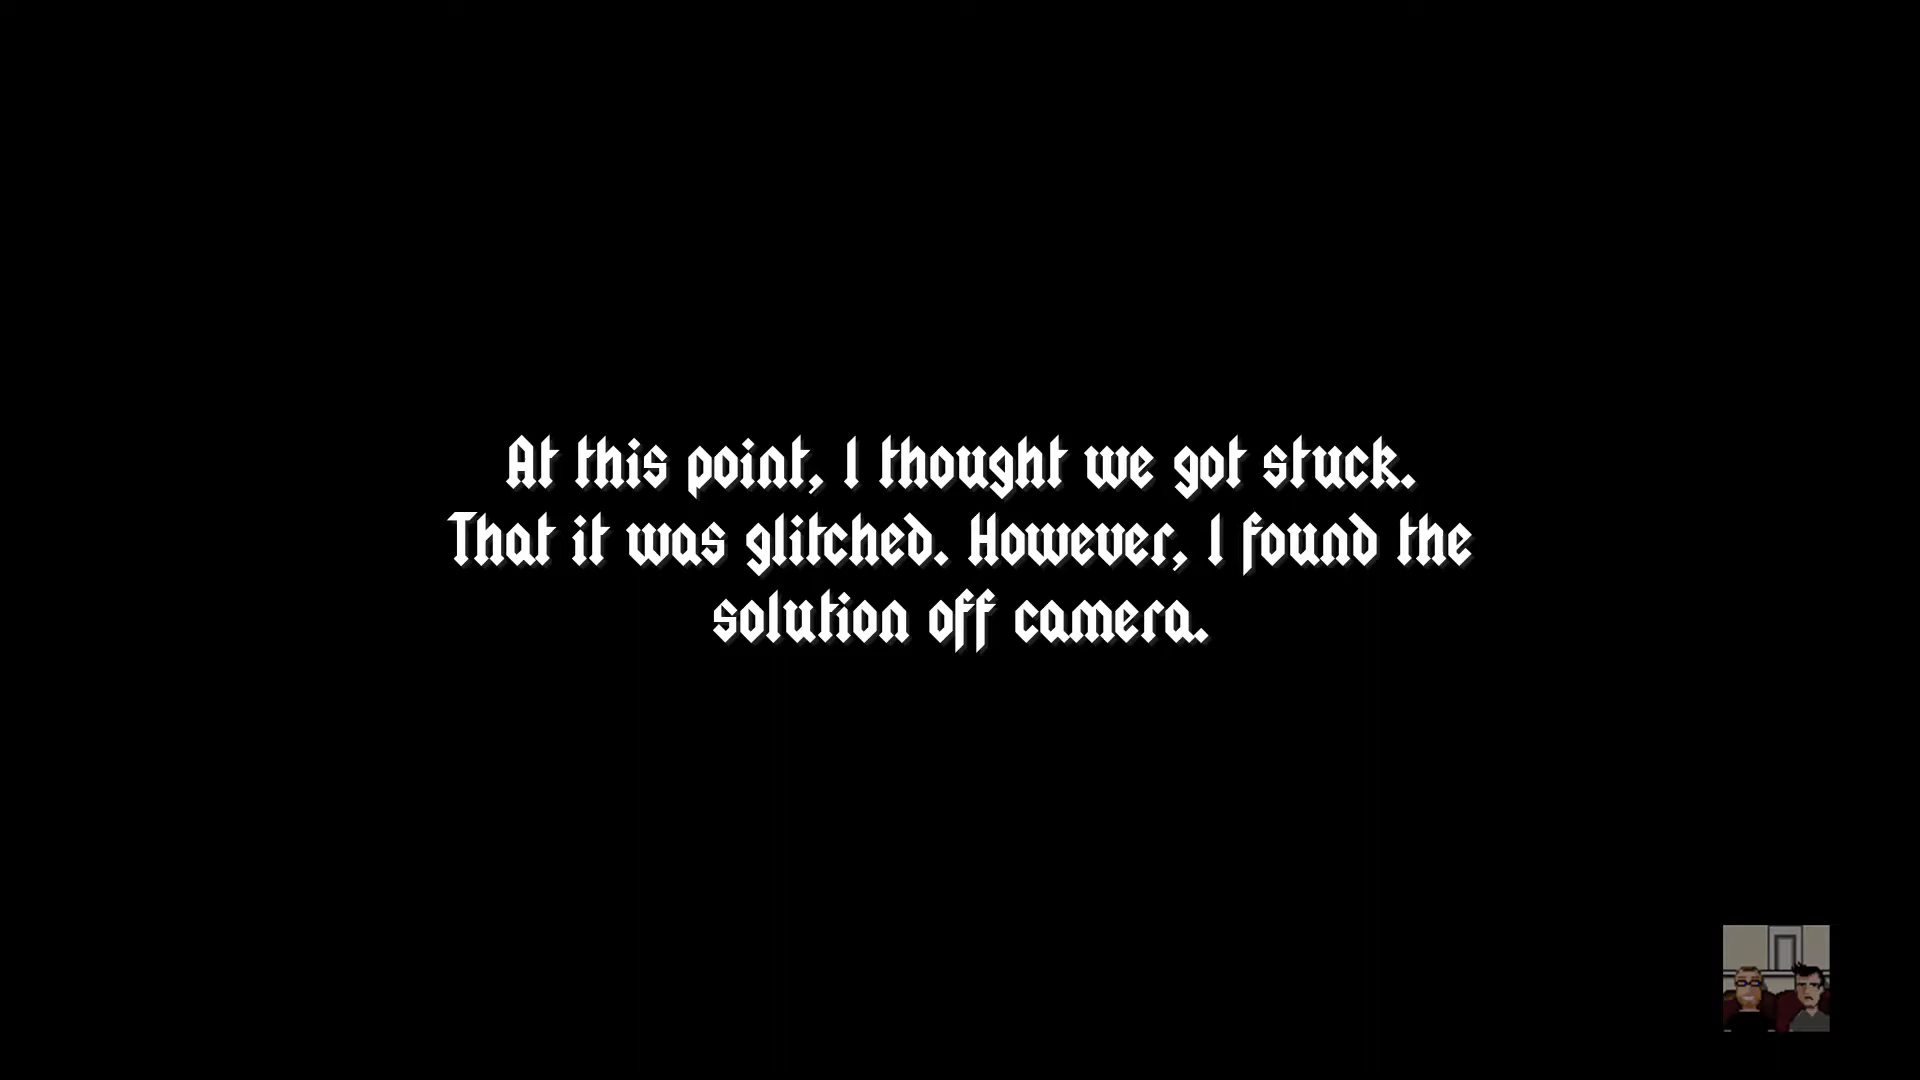 At this point, I thought we got stuck.
That it was glitched. However, I found the
solution off camera.